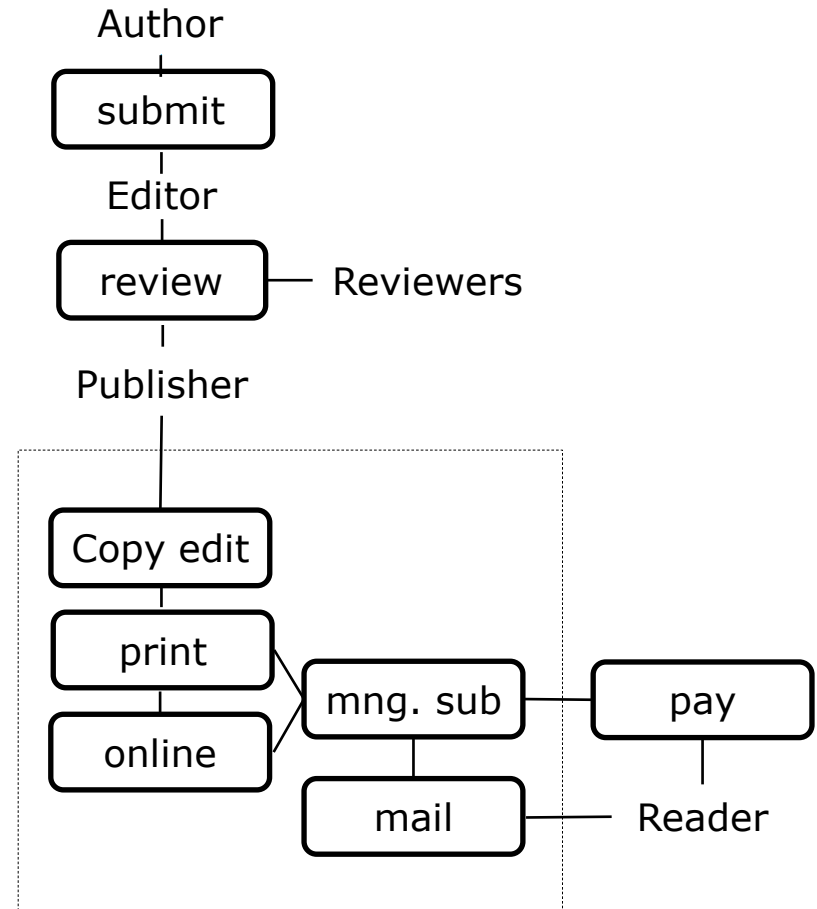 Author
submit
Editor
review
Reviewers
Publisher
Copy edit
print
mng. sub
pay
online
mail
Reader